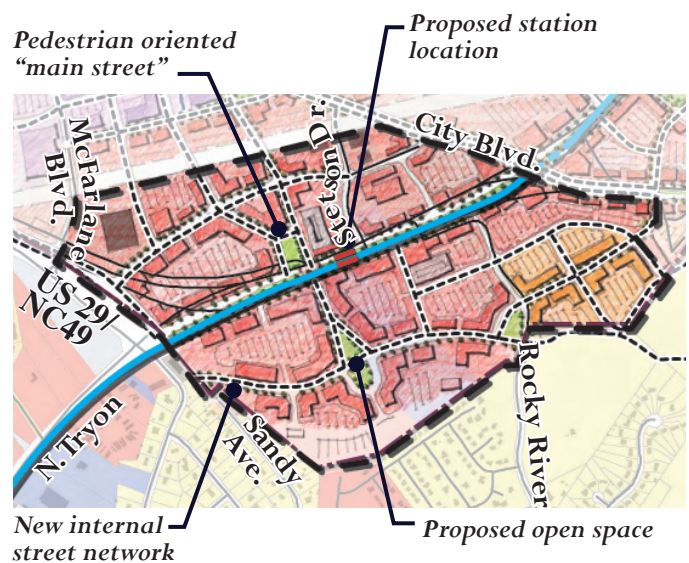 Pedestrian oriented
“main street”
Proposed station
location
McFarlane
Blvd.
Stetson Dr.
City Blvd.
US 29/
NC49
N. Tryon
Sandy
Ave.
Rocky River
New internal
street network
Proposed open space